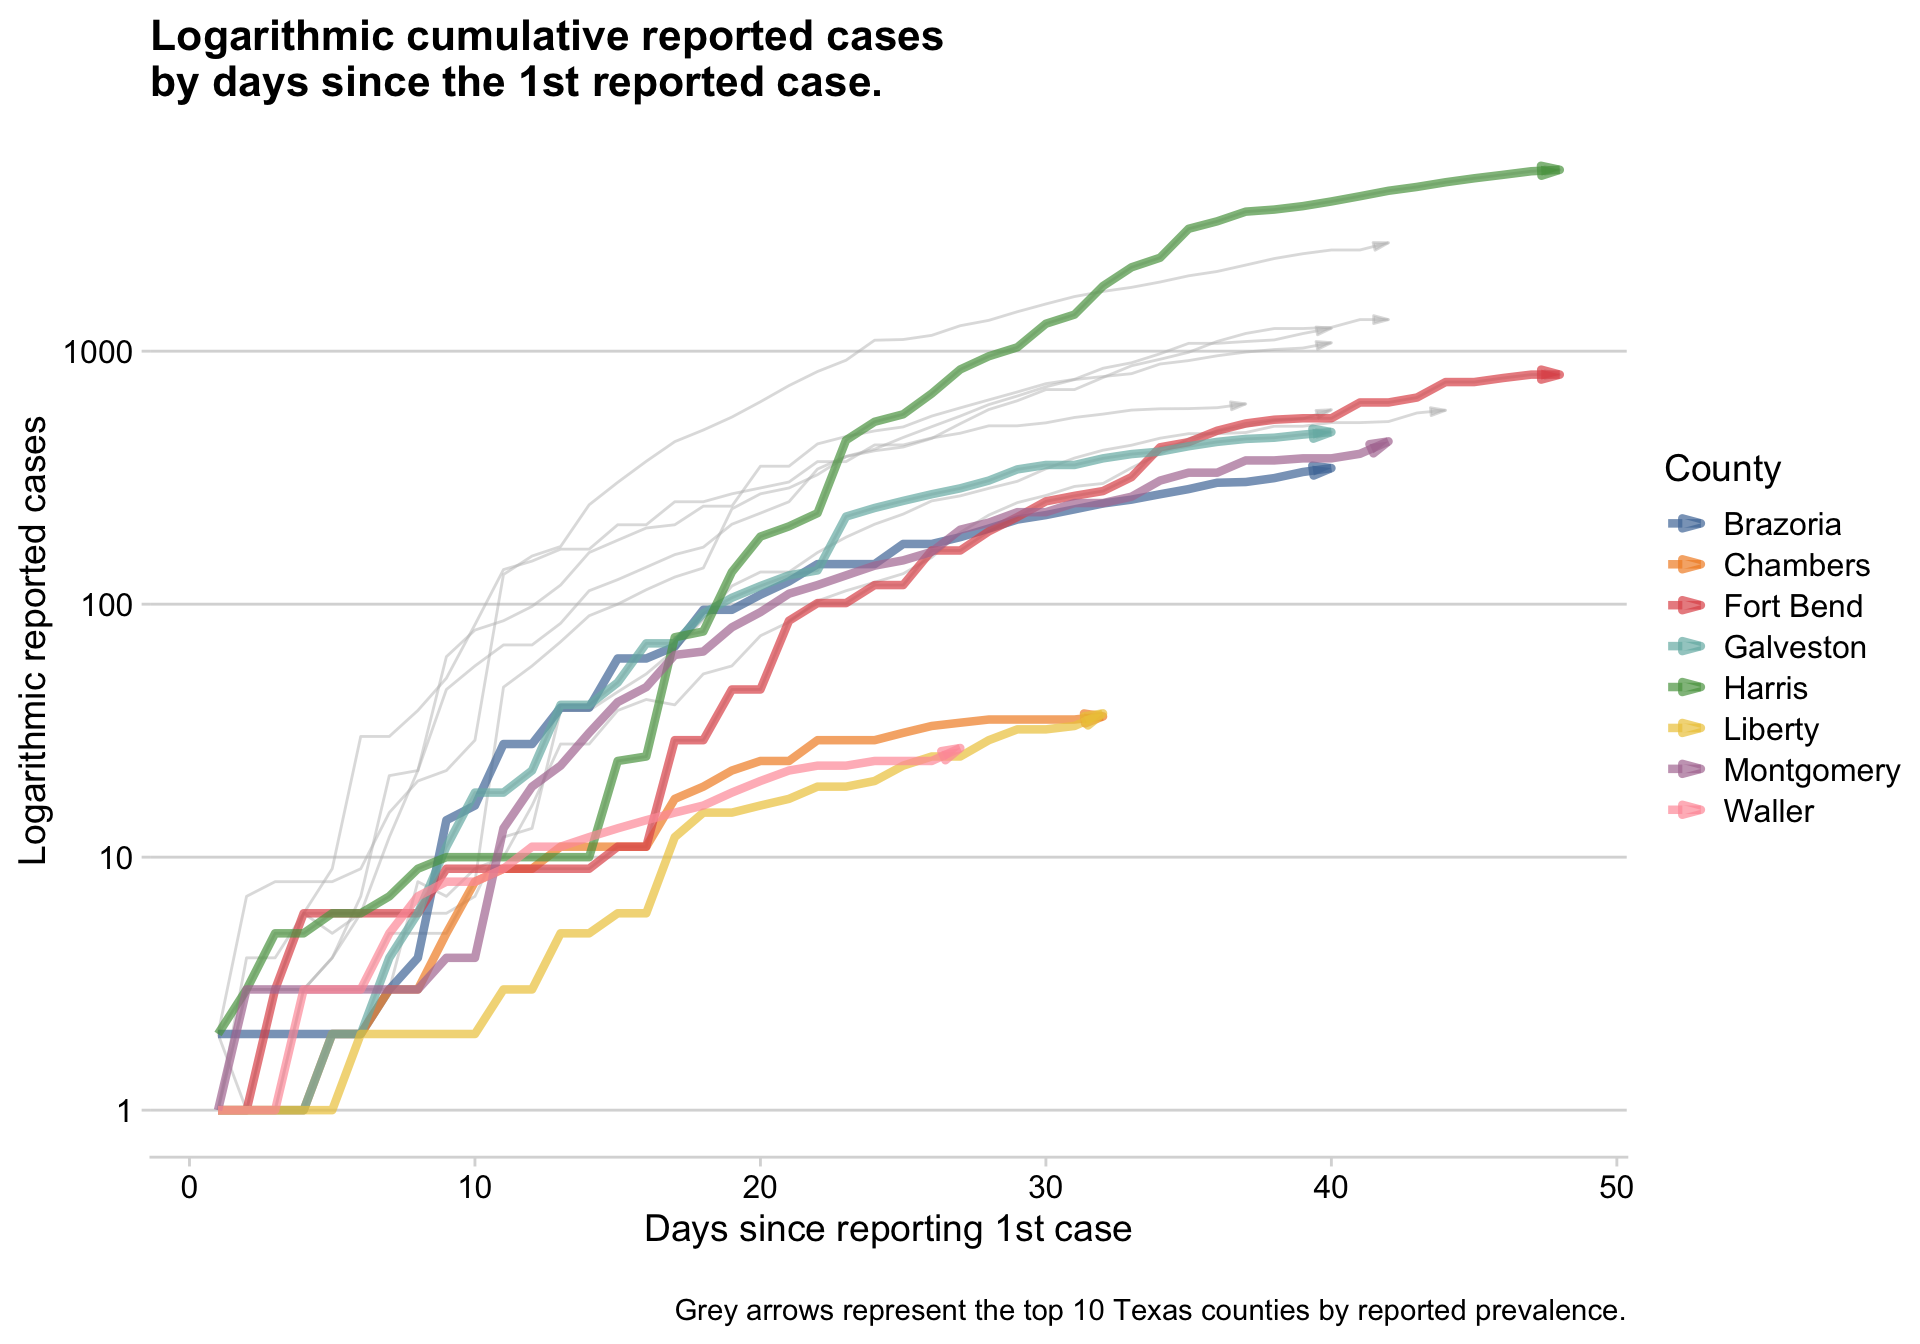 Logarithmic cumulative reported cases
by days since the 1st reported case.
Logarithmic reported cases
1000
100
10
1
0 10 20 30 40 50
Days since reporting 1st case
County
Brazoria
Chambers
Fort Bend
Galveston
Harris
Liberty
Montgomery
Waller
Grey arrows represent the top 10 Texas counties by reported prevalence.